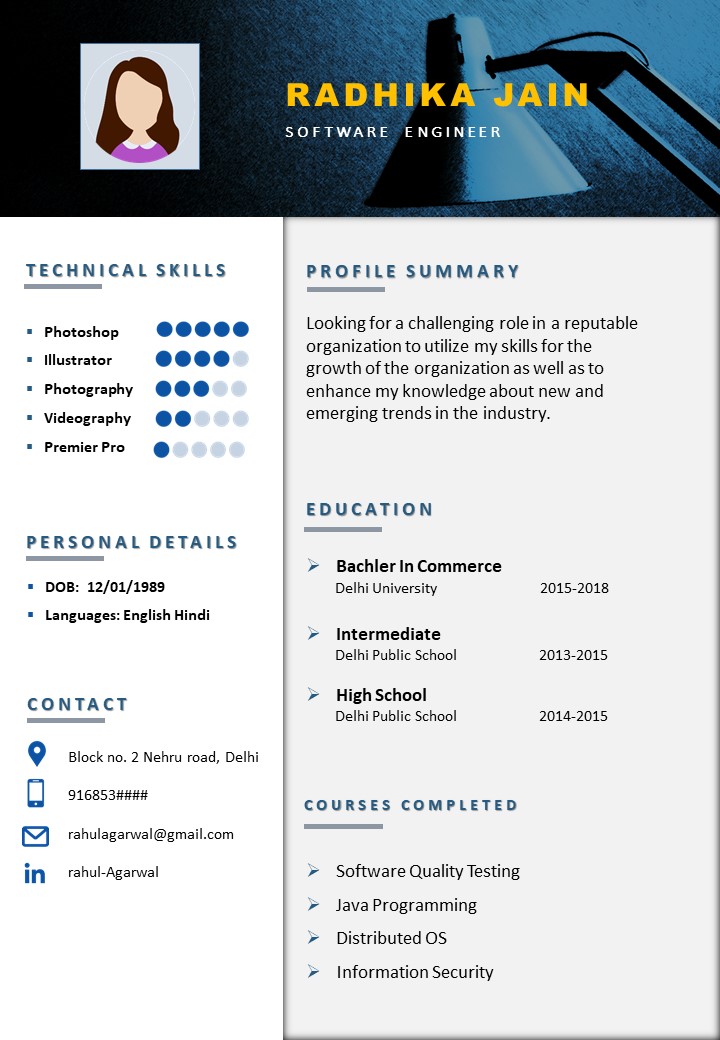 RADHIKA JAIN
SOFTWARE ENGINEER
TECHNICAL SKILLS
Photoshop
Illustrator
Photography
Videography
Premier Pro
PERSONAL DETAILS
DOB: 12/01/1989
Languages: English Hindi
CONTACT
Block no. 2 Nehru road, Delhi
916853####
rahulagarwal@gmail.com
in rahul-Agarwal
PROFILE SUMMARY
Looking for a challenging role in a reputable
organization to utilize my skills for the
growth of the organization as well as to
enhance my knowledge about new and
emerging trends in the industry.
EDUCATION
Bachler In Commerce
Delhi University 2015-2018
Intermediate
Delhi Public School 2013-2015
High School
Delhi Public School 2014-2015
COURSES COMPLETED
Software Quality Testing
Java Programming
Distributed OS
Information Security